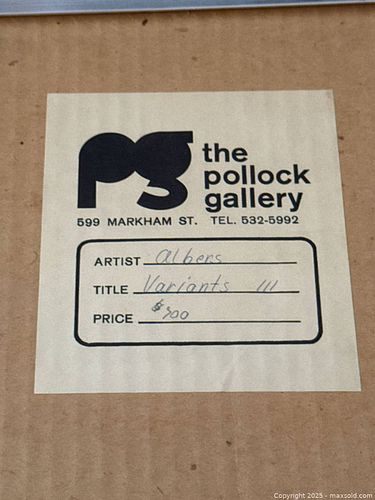 pg the
pollock
gallery
599 MARKHAM ST. TEL. 532-5992
ARTIST Albers
TITLE Variants III
PRICE $300
Copyright 2025 - maxsold.com